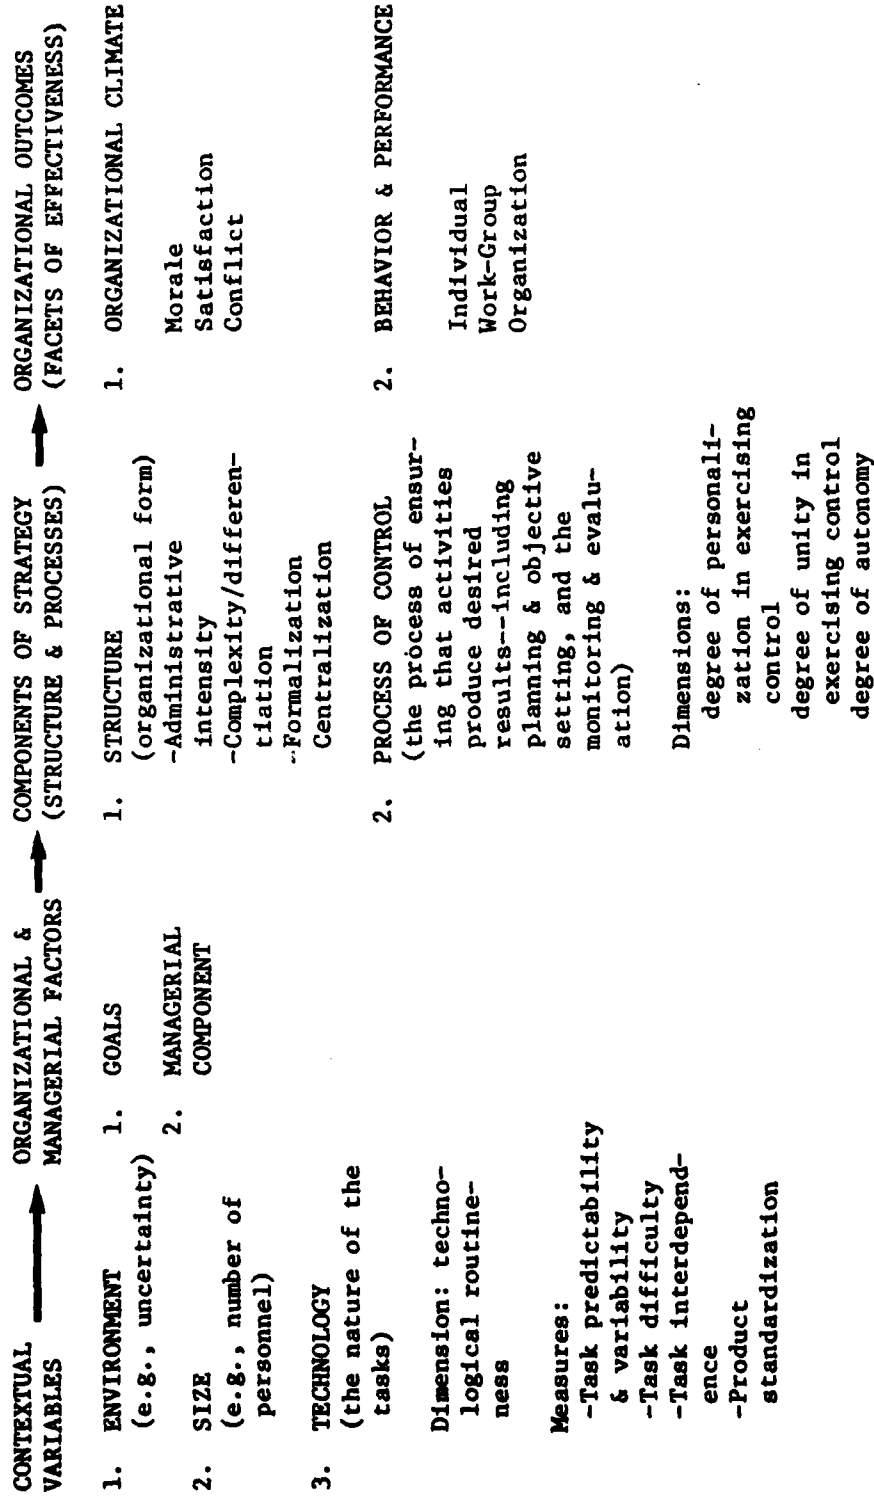 CONTEXTUAL
VARIABLES
1. ENVIRONMENT
(e.g., uncertainty)
2. SIZE
(e.g., number of
personnel)
3. TECHNOLOGY
(the nature of the
tasks)
Dimension: techno-
logical routine-
ness
Measures:
-Task predictability
& variability
-Task difficulty
-Task interdepend-
ence
-Product
standardization
ORGANIZATIONAL &
MANAGERIAL FACTORS
1. GOALS
2. MANAGERIAL
COMPONENT
COMPONENTS OF STRATEGY
(STRUCTURE & PROCESSES)
1. STRUCTURE
(organizational form)
-Administrative
intensity
-Complexity/differen-
tiation
-Formalization
Centralization
2. PROCESS OF CONTROL
(the process of ensur-
ing that activities
produce desired
results--including
planning & objective
setting, and the
monitoring & evalu-
ation)
Dimensions:
degree of personali-
zation in exercising
control
degree of unity in
exercising control
degree of autonomy
ORGANIZATIONAL OUTCOMES
(FACETS OF EFFECTIVENESS)
1. ORGANIZATIONAL CLIMATE
Morale
Satisfaction
Conflict
2. BEHAVIOR & PERFORMANCE
Individual
Work-Group
Organization